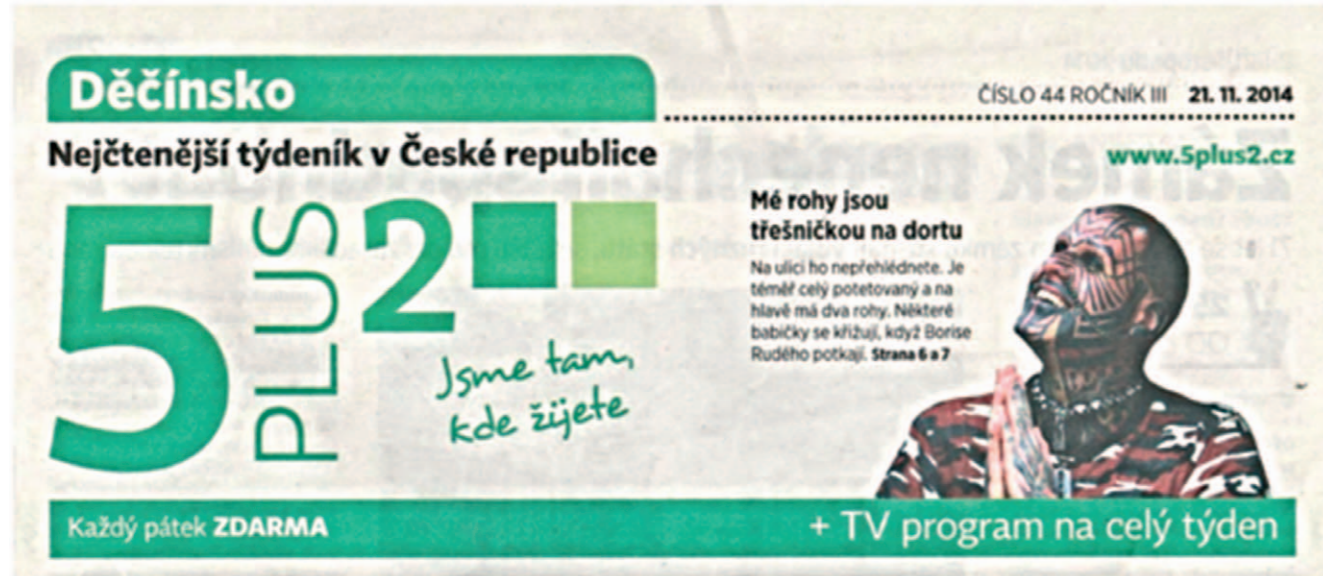 Děčínsko
ČÍSLO 44 ROČNÍK III 21. 11. 2014
Nejčtenější týdeník v České republice
www.5plus2.cz
5 PLUS 2
Jsme tam,
kde žijete
Mé rohy jsou
třešničkou na dortu
Na ulici ho nepřehlédnete. Je
téměř celý potetovaný a na
hlavě má dva rohy. Některé
babičky se křižují, když Borise
Rudého potkají. Strana 6 a 7
Každý pátek ZDARMA
+ TV program na celý týden